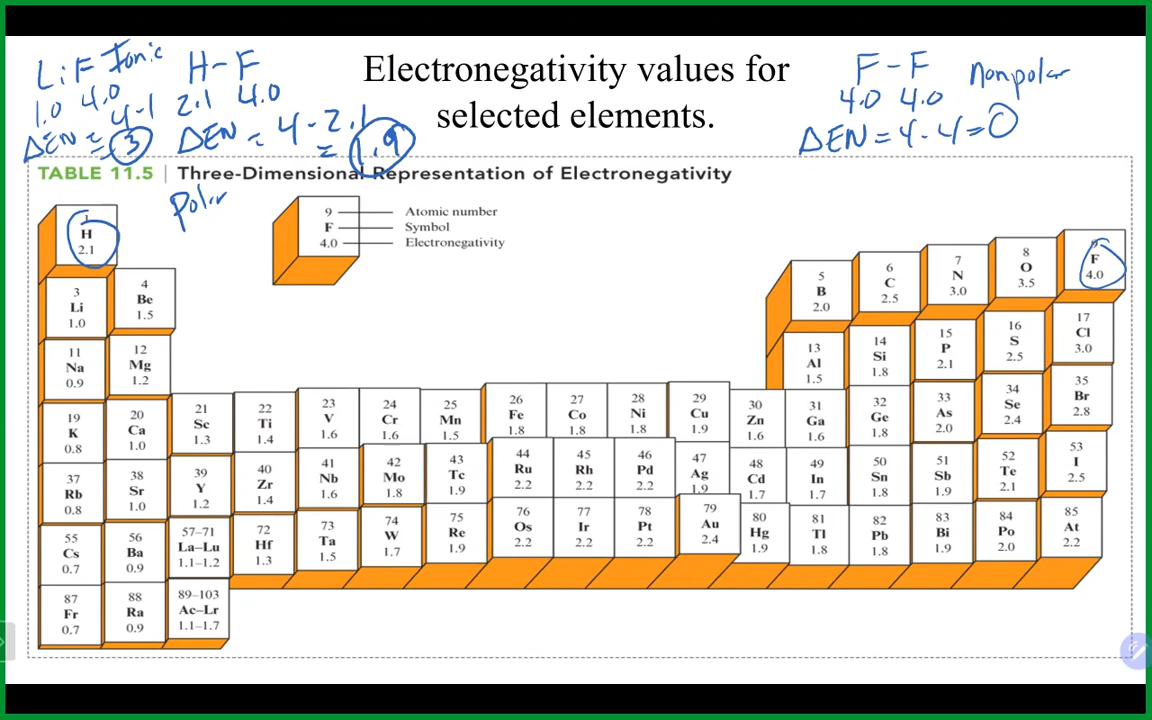 Electronegativity values for
selected elements.
LiF Ionic
1.0 4.0
ΔEN = 4-1
= 3
H-F
2.1 4.0
ΔEN = 4-2.1
= 1.9
Polar
F-F Nonpolar
4.0 4.0
ΔEN = 4-4=0
TABLE 11.5 | Three-Dimensional Representation of Electronegativity
9 Atomic number
F Symbol
4.0 Electronegativity
1 H 2.1
3 Li 1.0
4 Be 1.5
5 B 2.0
6 C 2.5
7 N 3.0
8 O 3.5
9 F 4.0
11 Na 0.9
12 Mg 1.2
13 Al 1.5
14 Si 1.8
15 P 2.1
16 S 2.5
17 Cl 3.0
19 K 0.8
20 Ca 1.0
21 Sc 1.3
22 Ti 1.4
23 V 1.6
24 Cr 1.6
25 Mn 1.5
26 Fe 1.8
27 Co 1.8
28 Ni 1.8
29 Cu 1.9
30 Zn 1.6
31 Ga 1.6
32 Ge 1.8
33 As 2.0
34 Se 2.4
35 Br 2.8
37 Rb 0.8
38 Sr 1.0
39 Y 1.2
40 Zr 1.4
41 Nb 1.6
42 Mo 1.8
43 Tc 1.9
44 Ru 2.2
45 Rh 2.2
46 Pd 2.2
47 Ag 1.9
48 Cd 1.7
49 In 1.7
50 Sn 1.8
51 Sb 1.9
52 Te 2.1
53 I 2.5
55 Cs 0.7
56 Ba 0.9
57–71 La–Lu 1.1–1.2
72 Hf 1.3
73 Ta 1.5
74 W 1.7
75 Re 1.9
76 Os 2.2
77 Ir 2.2
78 Pt 2.2
79 Au 2.4
80 Hg 1.9
81 Tl 1.8
82 Pb 1.8
83 Bi 1.9
84 Po 2.0
85 At 2.2
87 Fr 0.7
88 Ra 0.9
89–103 Ac–Lr 1.1–1.7